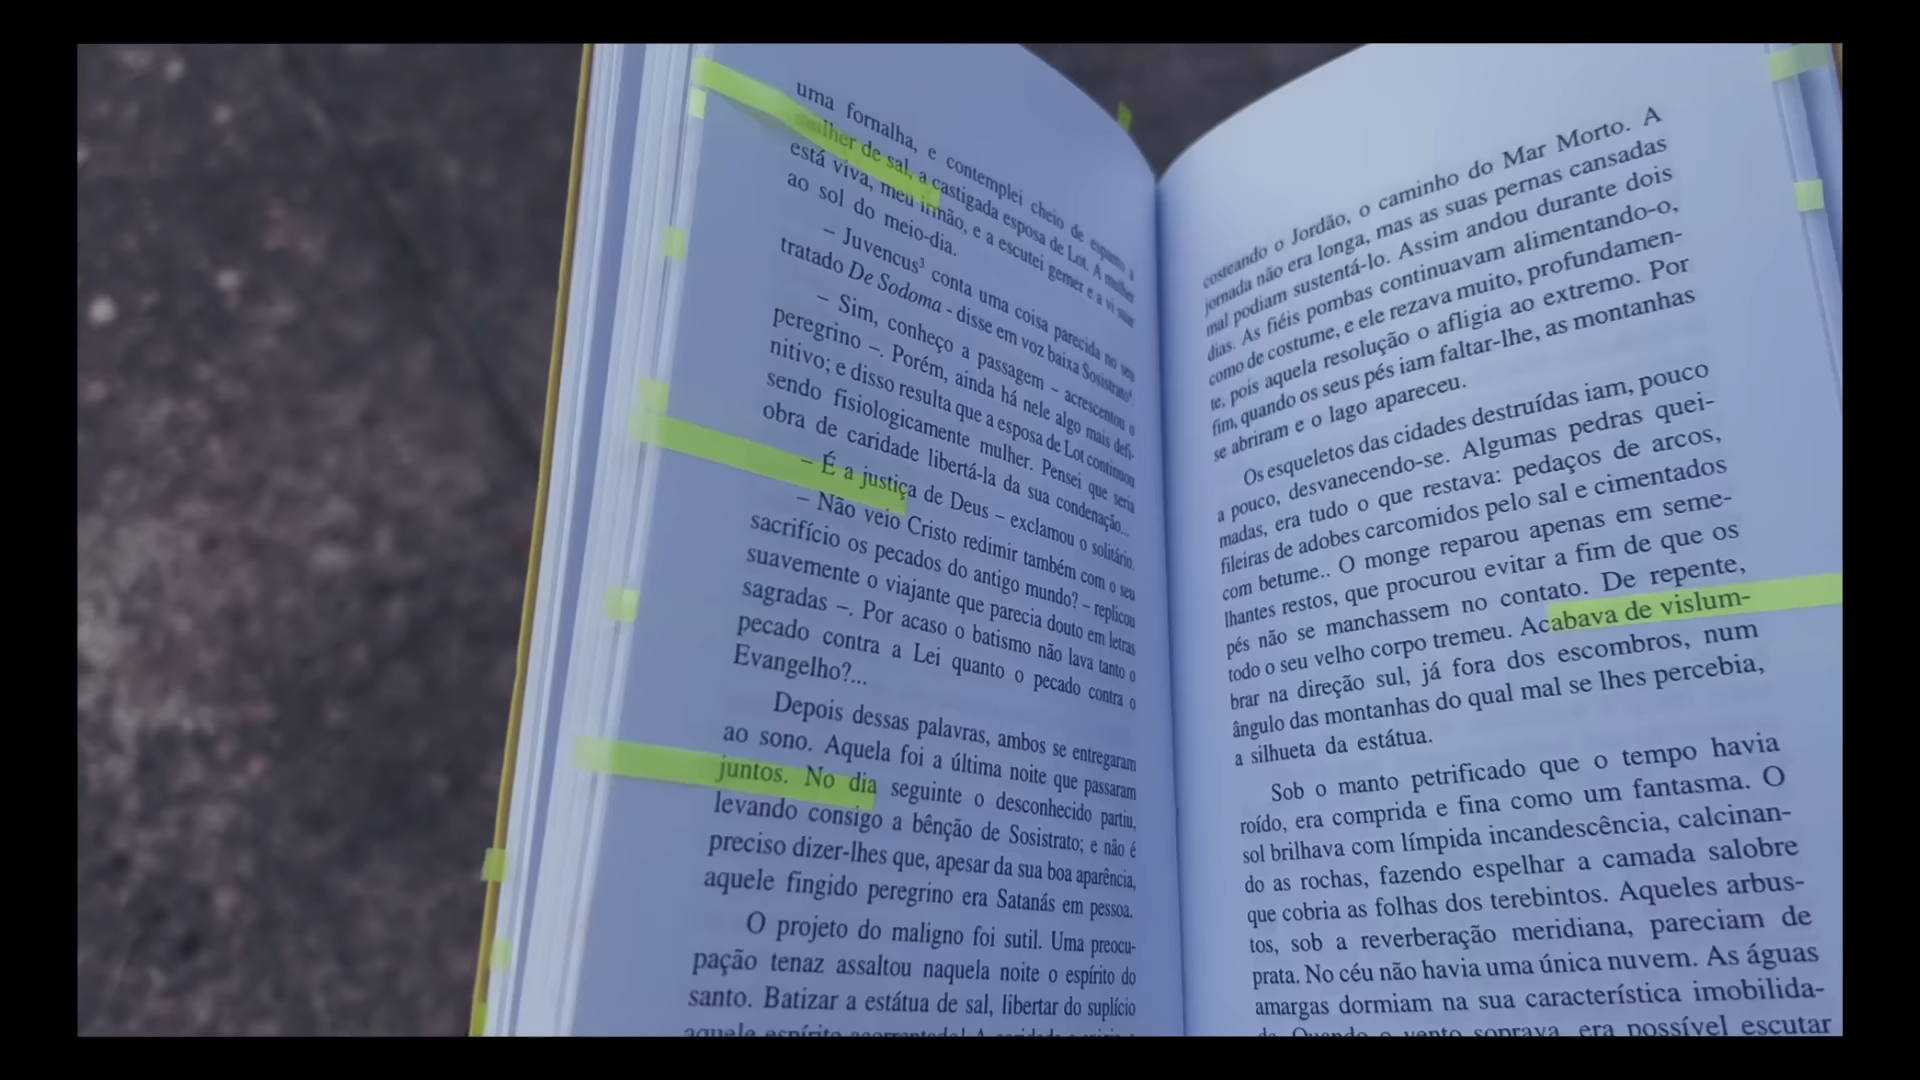 uma fornalha, e contemplei cheio de espanto a
mulher de sal, a castigada esposa de Lot. A mulher
está viva, meu irmão, e a escutei gemer e a vi suar
ao sol do meio-dia.
– Juvencus³ conta uma coisa parecida no seu
tratado De Sodoma - disse em voz baixa Sosistrato⁴.
– Sim, conheço a passagem – acrescentou o
peregrino –. Porém, ainda há nele algo mais defi-
nitivo; e disso resulta que a esposa de Lot continuou
sendo fisiologicamente mulher. Pensei que seria
obra de caridade libertá-la da sua condenação...
– É a justiça de Deus – exclamou o solitário.
– Não veio Cristo redimir também com o seu
sacrifício os pecados do antigo mundo? – replicou
suavemente o viajante que parecia douto em letras
sagradas –. Por acaso o batismo não lava tanto o
pecado contra a Lei quanto o pecado contra o
Evangelho?...
Depois dessas palavras, ambos se entregaram
ao sono. Aquela foi a última noite que passaram
juntos. No dia seguinte o desconhecido partiu,
levando consigo a bênção de Sosistrato; e não é
preciso dizer-lhes que, apesar da sua boa aparência,
aquele fingido peregrino era Satanás em pessoa.
O projeto do maligno foi sutil. Uma preocu-
pação tenaz assaltou naquela noite o espírito do
santo. Batizar a estátua de sal, libertar do suplício
aquele espírito
costeando o Jordão, o caminho do Mar Morto. A
jornada não era longa, mas as suas pernas cansadas
mal podiam sustentá-lo. Assim andou durante dois
dias. As fiéis pombas continuavam alimentando-o,
como de costume, e ele rezava muito, profundamen-
te, pois aquela resolução o afligia ao extremo. Por
fim, quando os seus pés iam faltar-lhe, as montanhas
se abriram e o lago apareceu.
Os esqueletos das cidades destruídas iam, pouco
a pouco, desvanecendo-se. Algumas pedras quei-
madas, era tudo o que restava: pedaços de arcos,
fileiras de adobes carcomidos pelo sal e cimentados
com betume.. O monge reparou apenas em seme-
lhantes restos, que procurou evitar a fim de que os
pés não se manchassem no contato. De repente,
todo o seu velho corpo tremeu. Acabava de vislum-
brar na direção sul, já fora dos escombros, num
ângulo das montanhas do qual mal se lhes percebia,
a silhueta da estátua.
Sob o manto petrificado que o tempo havia
roído, era comprida e fina como um fantasma. O
sol brilhava com límpida incandescência, calcinan-
do as rochas, fazendo espelhar a camada salobre
que cobria as folhas dos terebintos. Aqueles arbus-
tos, sob a reverberação meridiana, pareciam de
prata. No céu não havia uma única nuvem. As águas
amargas dormiam na sua característica imobilida-
de. Quando o vento soprava, era possível escutar